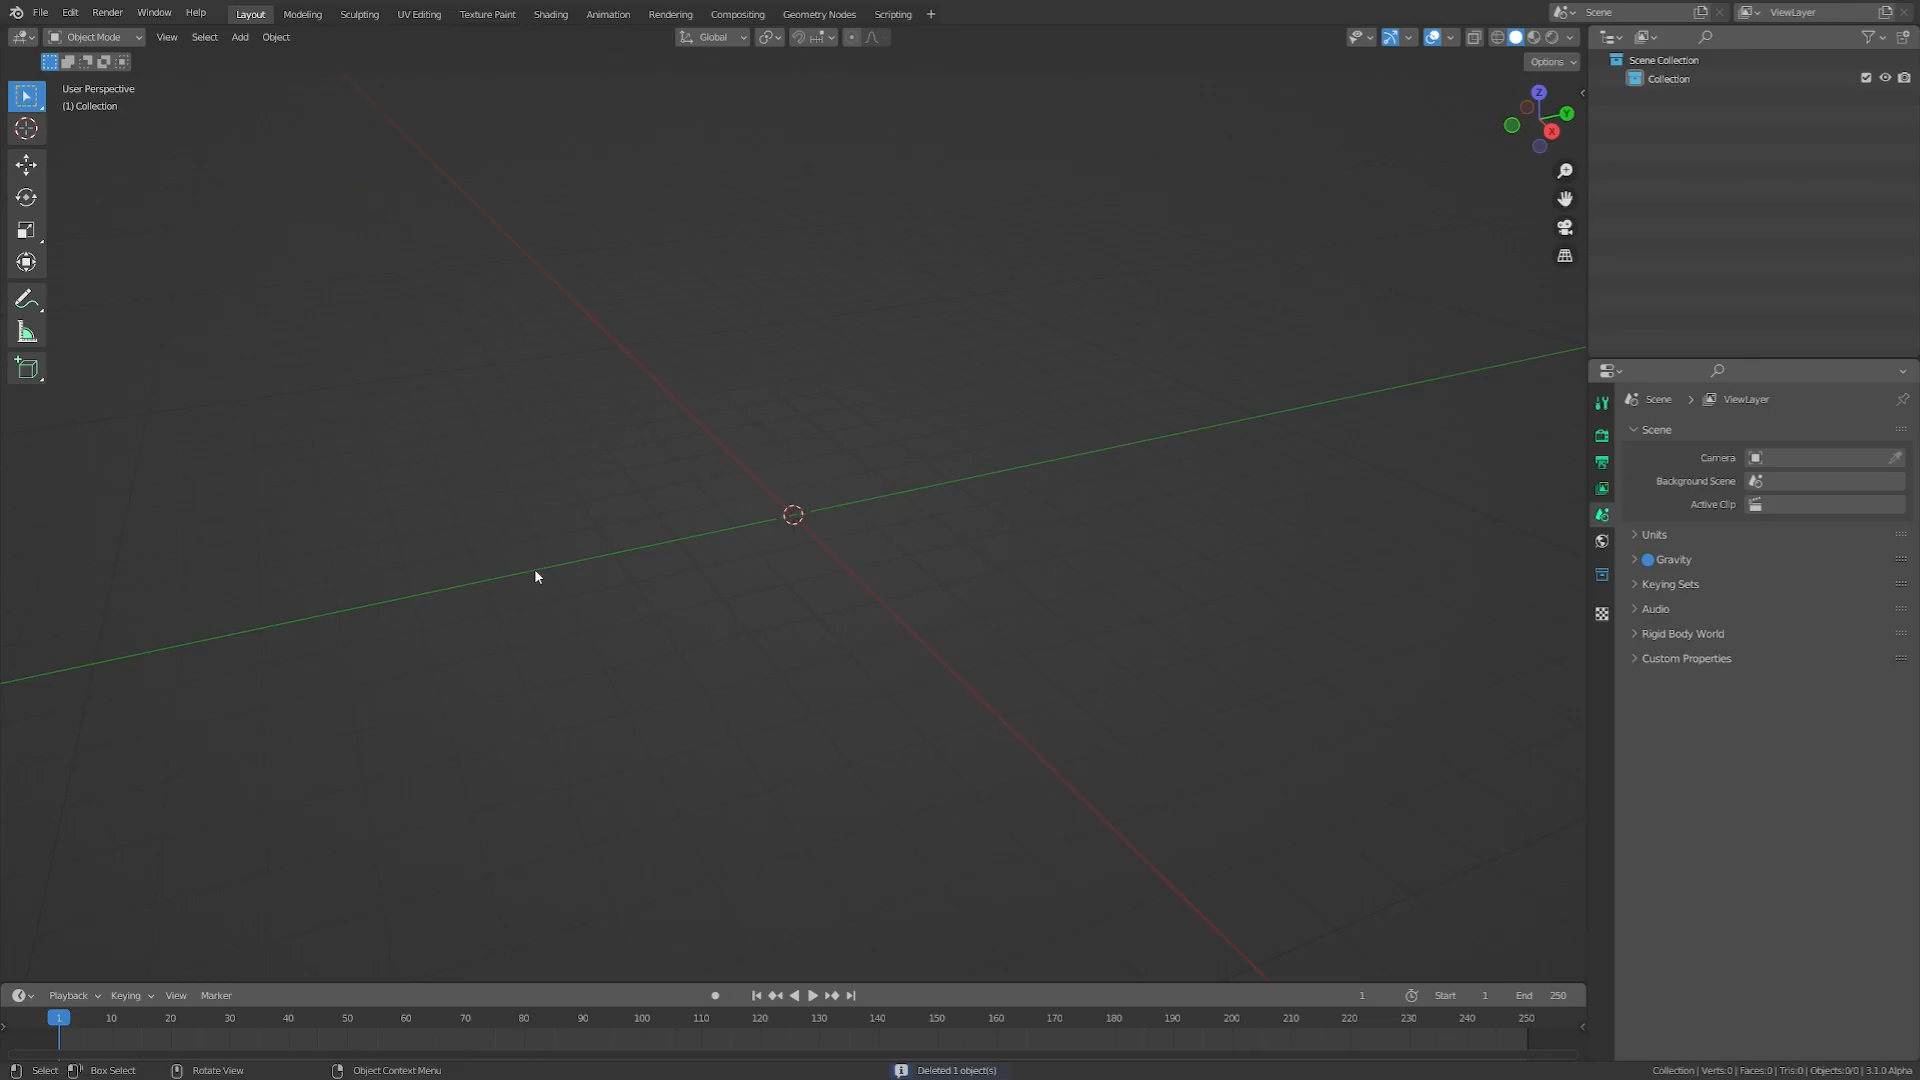 File Edit Render Window Help Layout Modeling Sculpting UV Editing Texture Paint Shading Animation Rendering Compositing Geometry Nodes Scripting + Scene ViewLayer
Object Mode View Select Add Object Global
Options
User Perspective
(1) Collection
Z
Y
X
Scene Collection
Collection
Scene > ViewLayer
Scene
Camera
Background Scene
Active Clip
Units
Gravity
Keying Sets
Audio
Rigid Body World
Custom Properties
Playback Keying View Marker 1 Start 1 End 250
1 10 20 30 40 50 60 70 80 90 100 110 120 130 140 150 160 170 180 190 200 210 220 230 240 250
Select Box Select Rotate View Object Context Menu Deleted 1 object(s) Collection | Verts:0 | Faces:0 | Tris:0 | Objects:0/0 | 3.1.0 Alpha